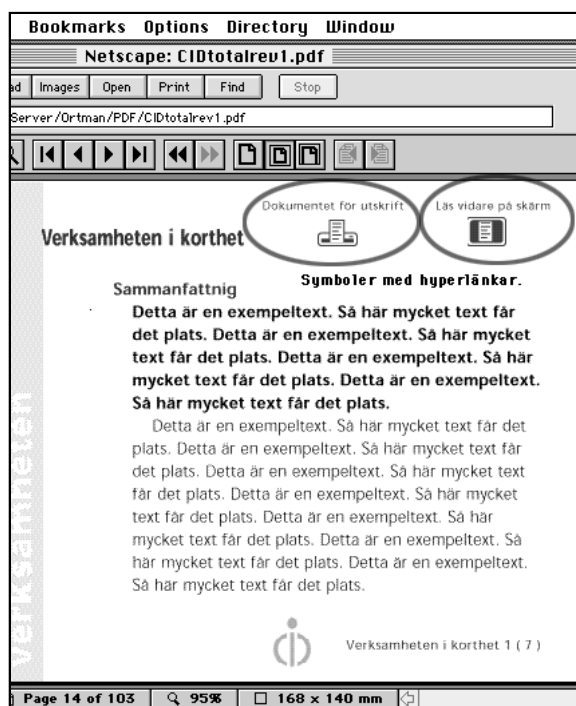 Bookmarks Options Directory Window
Netscape: CIDtotalrev1.pdf
ad Images Open Print Find Stop
Server/Ortman/PDF/CIDtotalrev1.pdf
Dokumentet för utskrift Läs vidare på skärm
Verksamheten i korthet
Symboler med hyperlänkar.
Sammanfattnig
Detta är en exempeltext. Så här mycket text får
det plats. Detta är en exempeltext. Så här mycket
text får det plats. Detta är en exempeltext. Så här
mycket text får det plats. Detta är en exempeltext.
Så här mycket text får det plats.
Detta är en exempeltext. Så här mycket text får det
plats. Detta är en exempeltext. Så här mycket text får
det plats. Detta är en exempeltext. Så här mycket text
får det plats. Detta är en exempeltext. Så här mycket
text får det plats. Detta är en exempeltext. Så här
mycket text får det plats. Detta är en exempeltext. Så
här mycket text får det plats. Detta är en exempeltext.
Så här mycket text får det plats.
verksamheten
Verksamheten i korthet 1 ( 7 )
Page 14 of 103 95% 168 x 140 mm